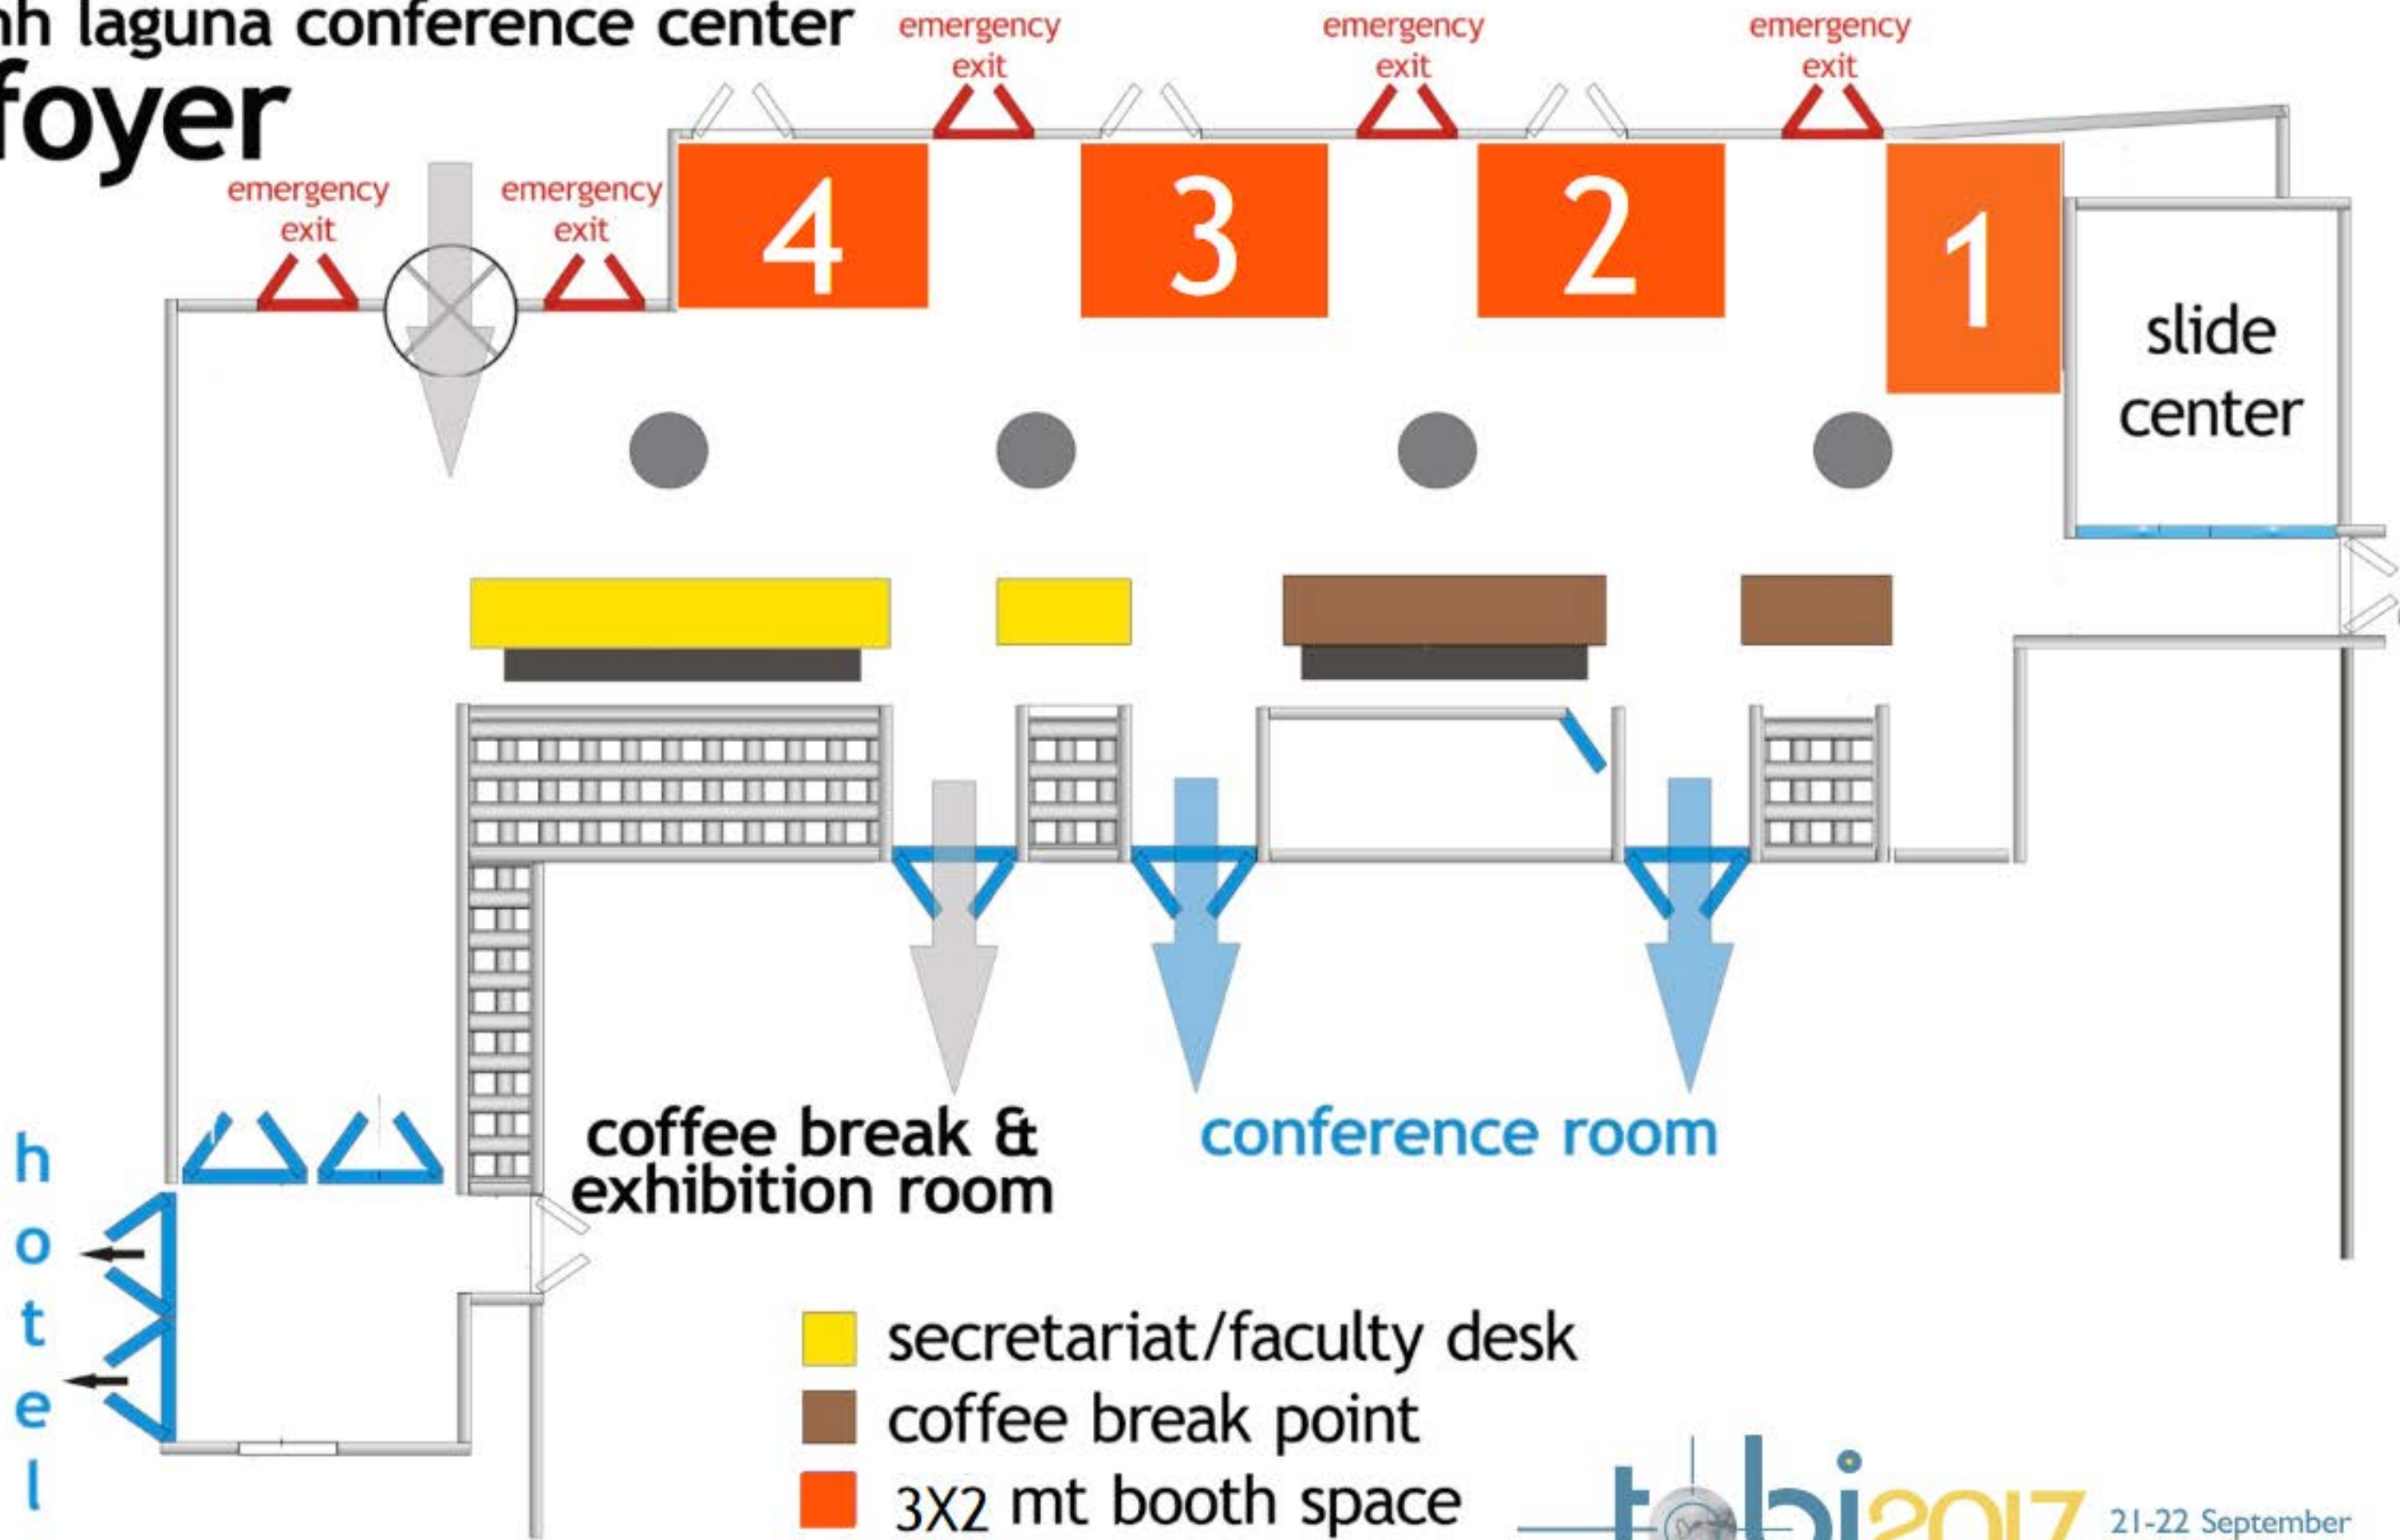 nh laguna conference center
foyer
emergency
exit
emergency
exit
emergency
exit
emergency
exit
emergency
exit
4
3
2
1
slide
center
coffee break &
exhibition room
conference room
h
o
t
e
l
secretariat/faculty desk
coffee break point
3X2 mt booth space
tobi2017
21-22 September